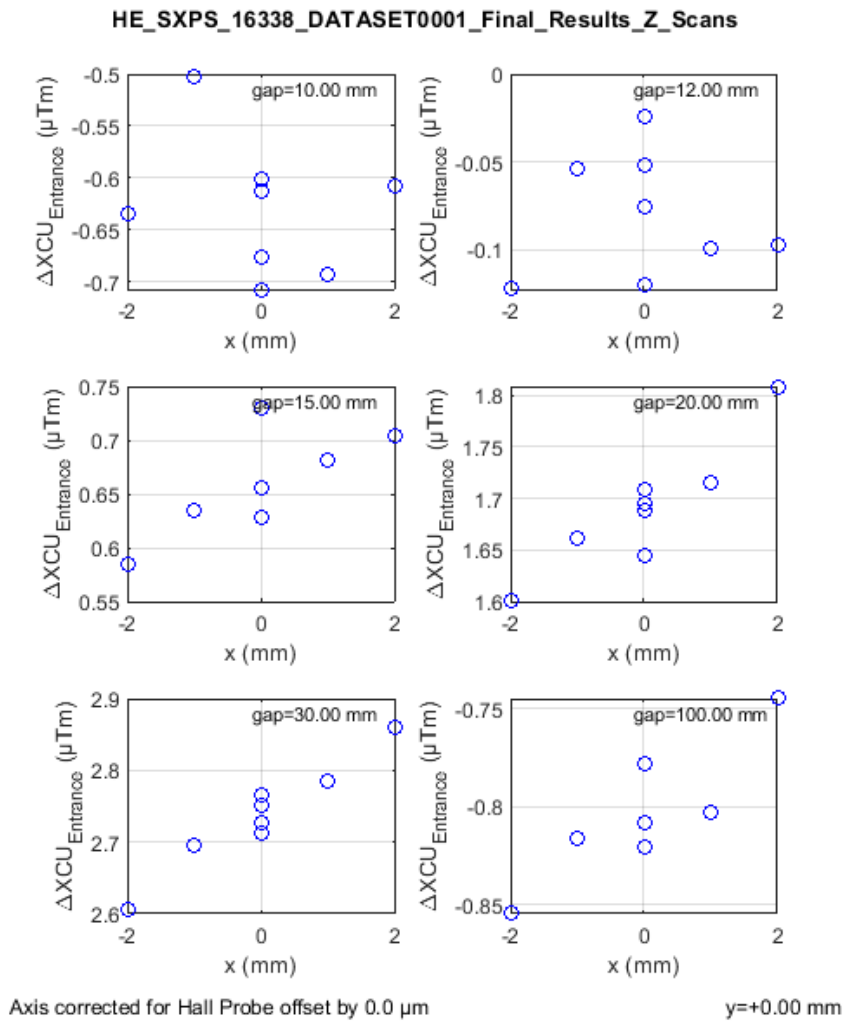 HE_SXPS_16338_DATASET0001_Final_Results_Z_Scans
gap=10.00 mm
-0.5
-0.55
-0.6
-0.65
-0.7
ΔXCU_Entrance (µTm)
-2 0 2
x (mm)
gap=12.00 mm
0
-0.05
-0.1
ΔXCU_Entrance (µTm)
-2 0 2
x (mm)
gap=15.00 mm
0.75
0.7
0.65
0.6
0.55
ΔXCU_Entrance (µTm)
-2 0 2
x (mm)
gap=20.00 mm
1.8
1.75
1.7
1.65
1.6
ΔXCU_Entrance (µTm)
-2 0 2
x (mm)
gap=30.00 mm
2.9
2.8
2.7
2.6
ΔXCU_Entrance (µTm)
-2 0 2
x (mm)
gap=100.00 mm
-0.75
-0.8
-0.85
ΔXCU_Entrance (µTm)
-2 0 2
x (mm)
Axis corrected for Hall Probe offset by 0.0 µm
y=+0.00 mm